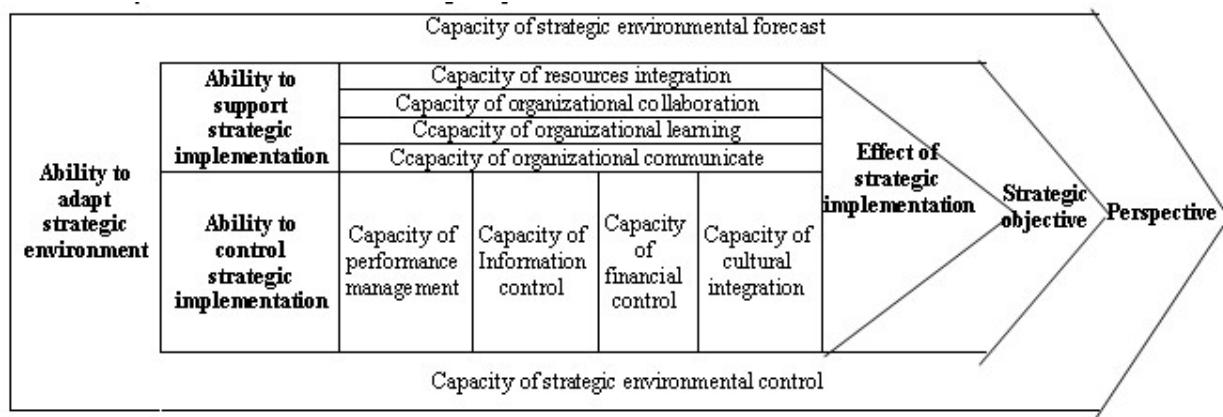 Capacity of strategic environmental forecast
Ability to
adapt
strategic
environment
Ability to
support
strategic
implementation
Capacity of resources integration
Capacity of organizational collaboration
Ccapacity of organizational learning
Ccapacity of organizational communicate
Ability to
control
strategic
implementation
Capacity of
performance
management
Capacity of
Information
control
Capacity
of
financial
control
Capacity of
cultural
integration
Effect of
strategic
implementation
Strategic
objective
Perspective
Capacity of strategic environmental control